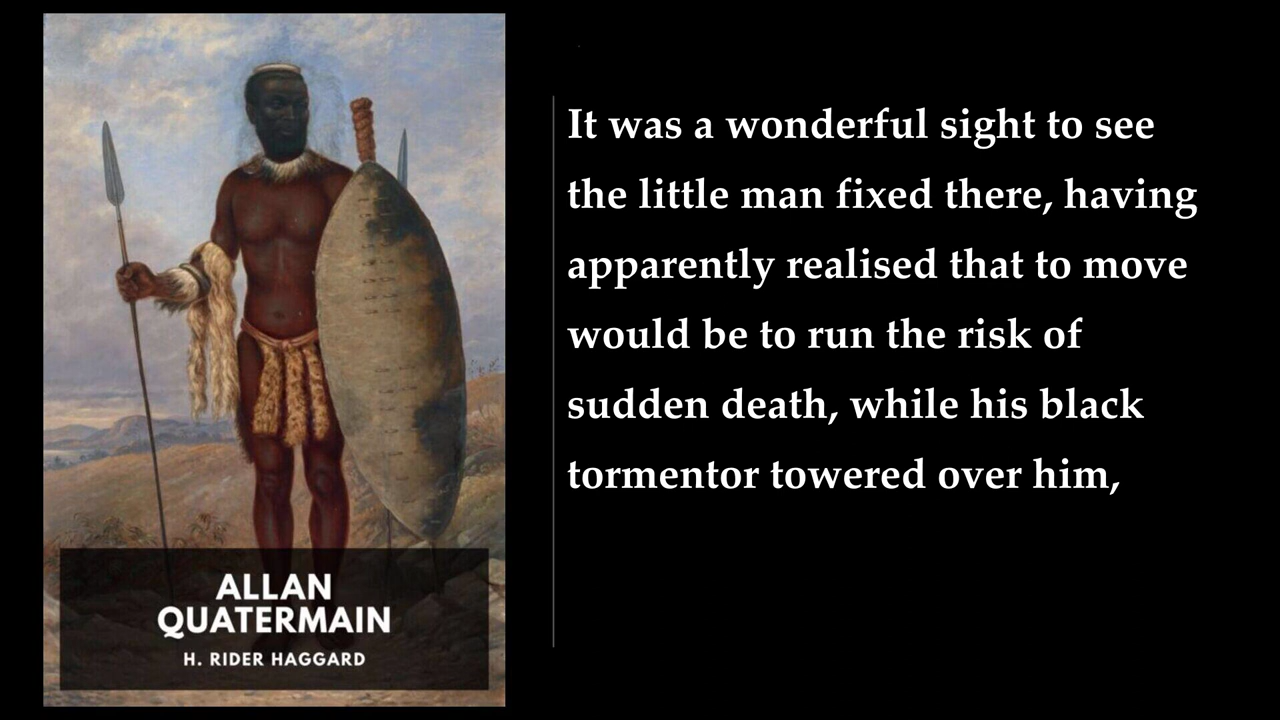 ALLAN
QUATERMAIN
H. RIDER HAGGARD
It was a wonderful sight to see
the little man fixed there, having
apparently realised that to move
would be to run the risk of
sudden death, while his black
tormentor towered over him,